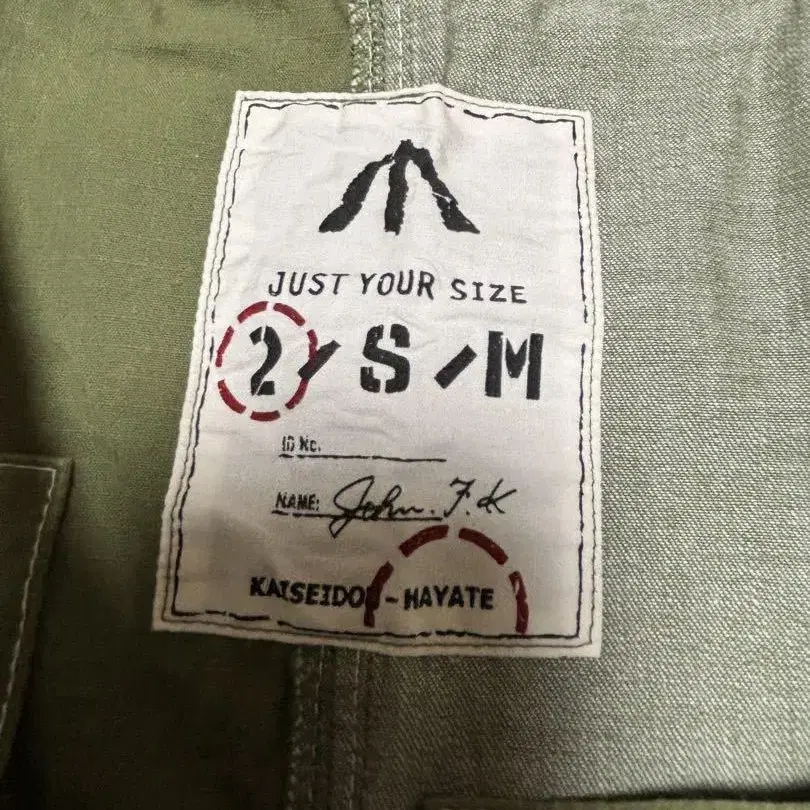 JUST YOUR SIZE
2/S/M
ID No.
NAME: John. F. K
KAISEIDO - HAYATE